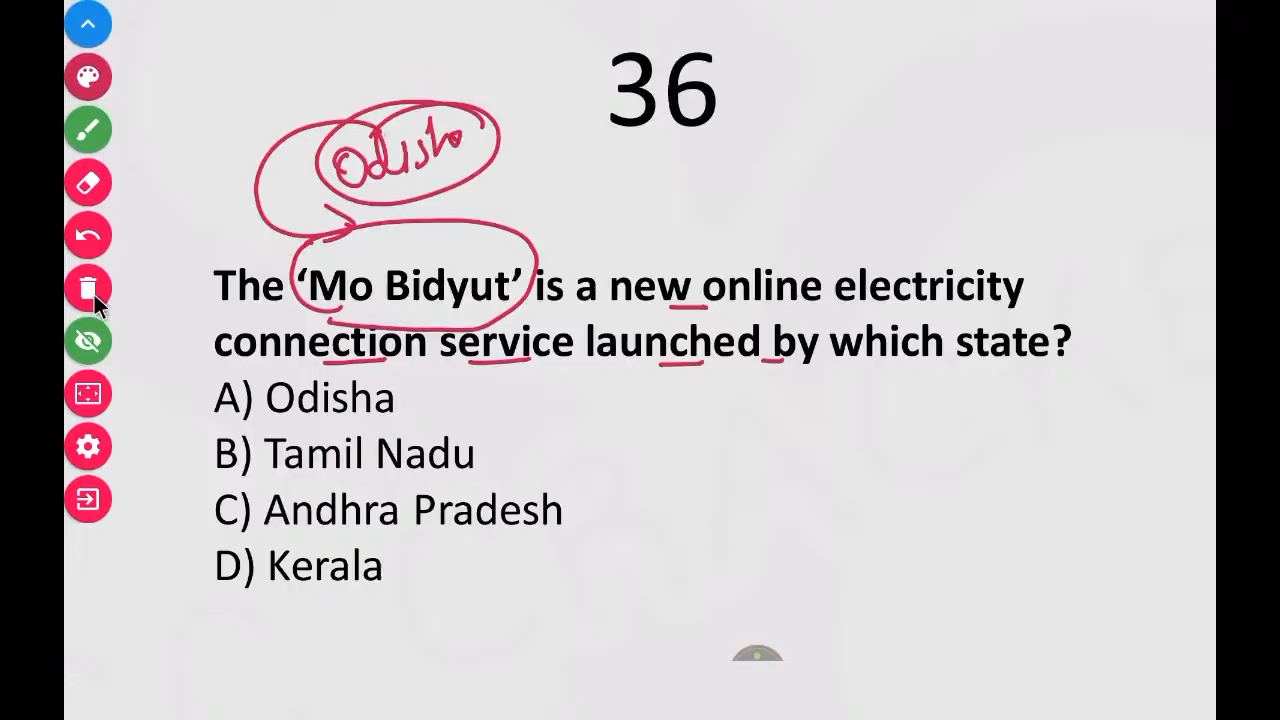 36
Odisha
The ‘Mo Bidyut’ is a new online electricity
connection service launched by which state?
A) Odisha
B) Tamil Nadu
C) Andhra Pradesh
D) Kerala